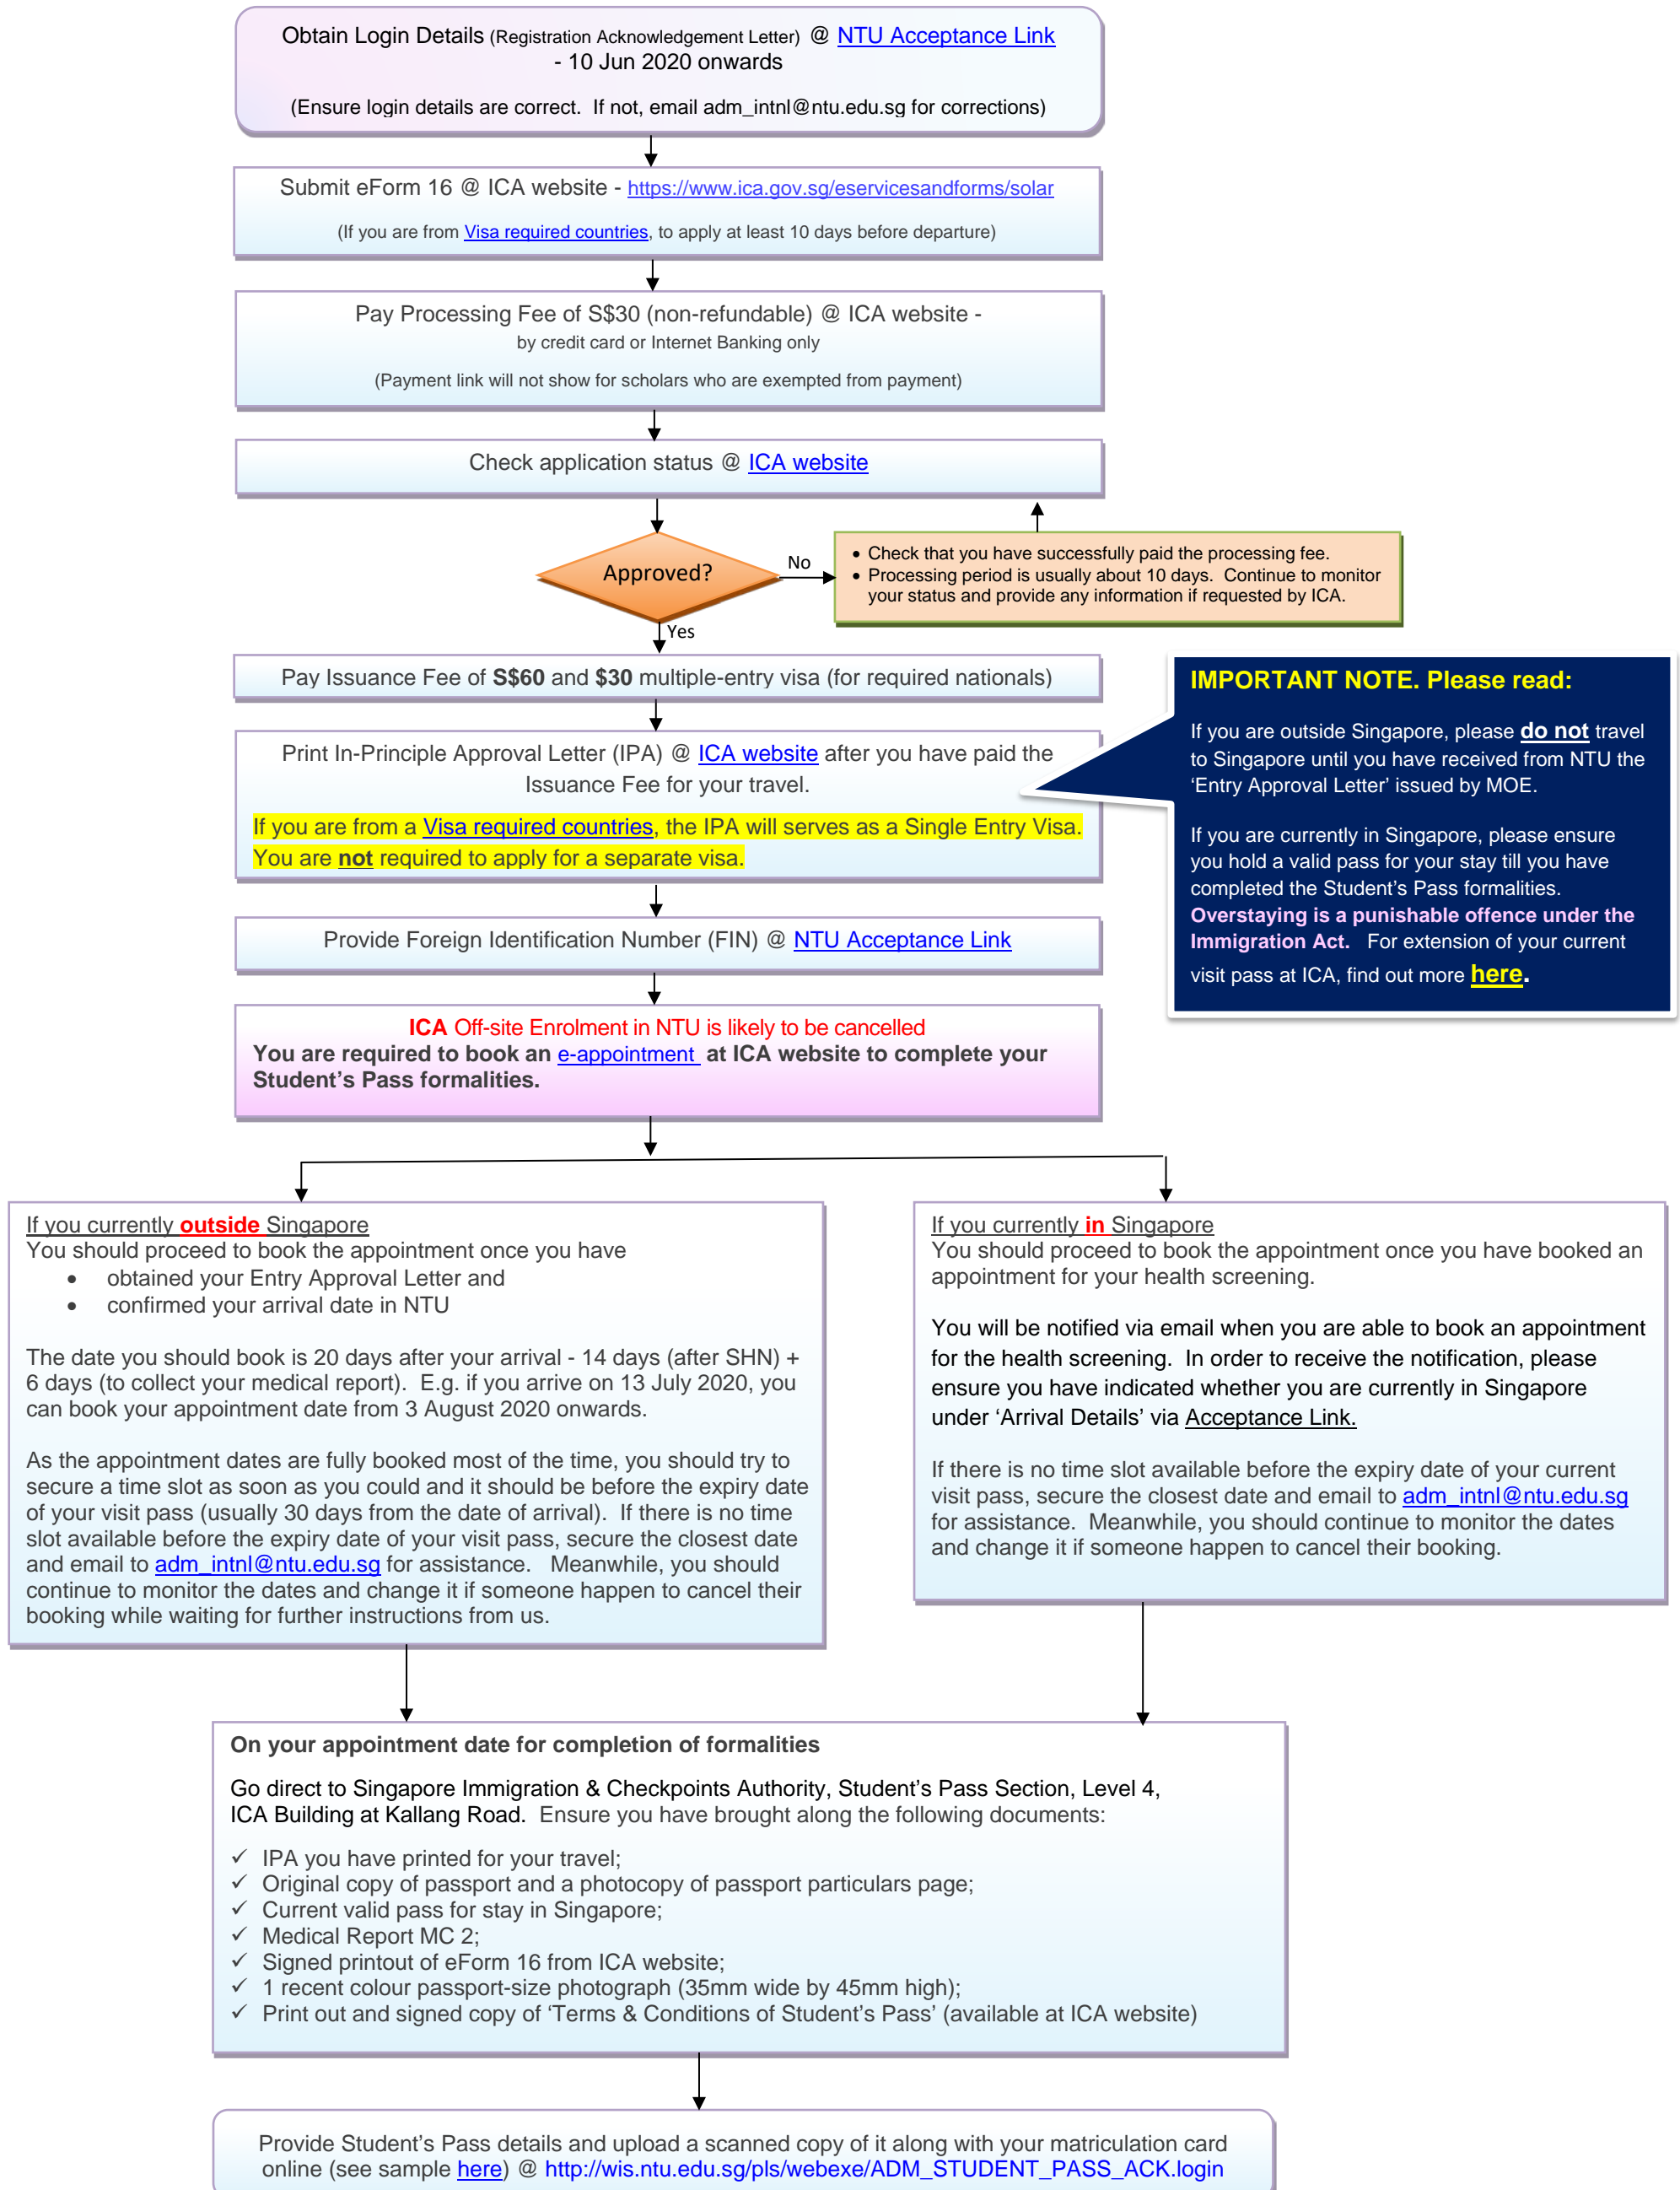 Obtain Login Details (Registration Acknowledgement Letter) @ NTU Acceptance Link
- 10 Jun 2020 onwards
(Ensure login details are correct. If not, email adm_intnl@ntu.edu.sg for corrections)
Submit eForm 16 @ ICA website - https://www.ica.gov.sg/eservicesandforms/solar
(If you are from Visa required countries, to apply at least 10 days before departure)
Pay Processing Fee of S$30 (non-refundable) @ ICA website -
by credit card or Internet Banking only
(Payment link will not show for scholars who are exempted from payment)
Check application status @ ICA website
Approved?
No
• Check that you have successfully paid the processing fee.
• Processing period is usually about 10 days. Continue to monitor
your status and provide any information if requested by ICA.
Yes
Pay Issuance Fee of S$60 and $30 multiple-entry visa (for required nationals)
Print In-Principle Approval Letter (IPA) @ ICA website after you have paid the
Issuance Fee for your travel.
If you are from a Visa required countries, the IPA will serves as a Single Entry Visa.
You are not required to apply for a separate visa.
IMPORTANT NOTE. Please read:
If you are outside Singapore, please do not travel
to Singapore until you have received from NTU the
‘Entry Approval Letter’ issued by MOE.
If you are currently in Singapore, please ensure
you hold a valid pass for your stay till you have
completed the Student’s Pass formalities.
Overstaying is a punishable offence under the
Immigration Act. For extension of your current
visit pass at ICA, find out more here.
Provide Foreign Identification Number (FIN) @ NTU Acceptance Link
ICA Off-site Enrolment in NTU is likely to be cancelled
You are required to book an e-appointment at ICA website to complete your
Student’s Pass formalities.
If you currently outside Singapore
You should proceed to book the appointment once you have
• obtained your Entry Approval Letter and
• confirmed your arrival date in NTU
The date you should book is 20 days after your arrival - 14 days (after SHN) +
6 days (to collect your medical report). E.g. if you arrive on 13 July 2020, you
can book your appointment date from 3 August 2020 onwards.
As the appointment dates are fully booked most of the time, you should try to
secure a time slot as soon as you could and it should be before the expiry date
of your visit pass (usually 30 days from the date of arrival). If there is no time
slot available before the expiry date of your visit pass, secure the closest date
and email to adm_intnl@ntu.edu.sg for assistance. Meanwhile, you should
continue to monitor the dates and change it if someone happen to cancel their
booking while waiting for further instructions from us.
If you currently in Singapore
You should proceed to book the appointment once you have booked an
appointment for your health screening.
You will be notified via email when you are able to book an appointment
for the health screening. In order to receive the notification, please
ensure you have indicated whether you are currently in Singapore
under ‘Arrival Details’ via Acceptance Link.
If there is no time slot available before the expiry date of your current
visit pass, secure the closest date and email to adm_intnl@ntu.edu.sg
for assistance. Meanwhile, you should continue to monitor the dates
and change it if someone happen to cancel their booking.
On your appointment date for completion of formalities
Go direct to Singapore Immigration & Checkpoints Authority, Student’s Pass Section, Level 4,
ICA Building at Kallang Road. Ensure you have brought along the following documents:
✓ IPA you have printed for your travel;
✓ Original copy of passport and a photocopy of passport particulars page;
✓ Current valid pass for stay in Singapore;
✓ Medical Report MC 2;
✓ Signed printout of eForm 16 from ICA website;
✓ 1 recent colour passport-size photograph (35mm wide by 45mm high);
✓ Print out and signed copy of ‘Terms & Conditions of Student’s Pass’ (available at ICA website)
Provide Student’s Pass details and upload a scanned copy of it along with your matriculation card
online (see sample here) @ http://wis.ntu.edu.sg/pls/webexe/ADM_STUDENT_PASS_ACK.login